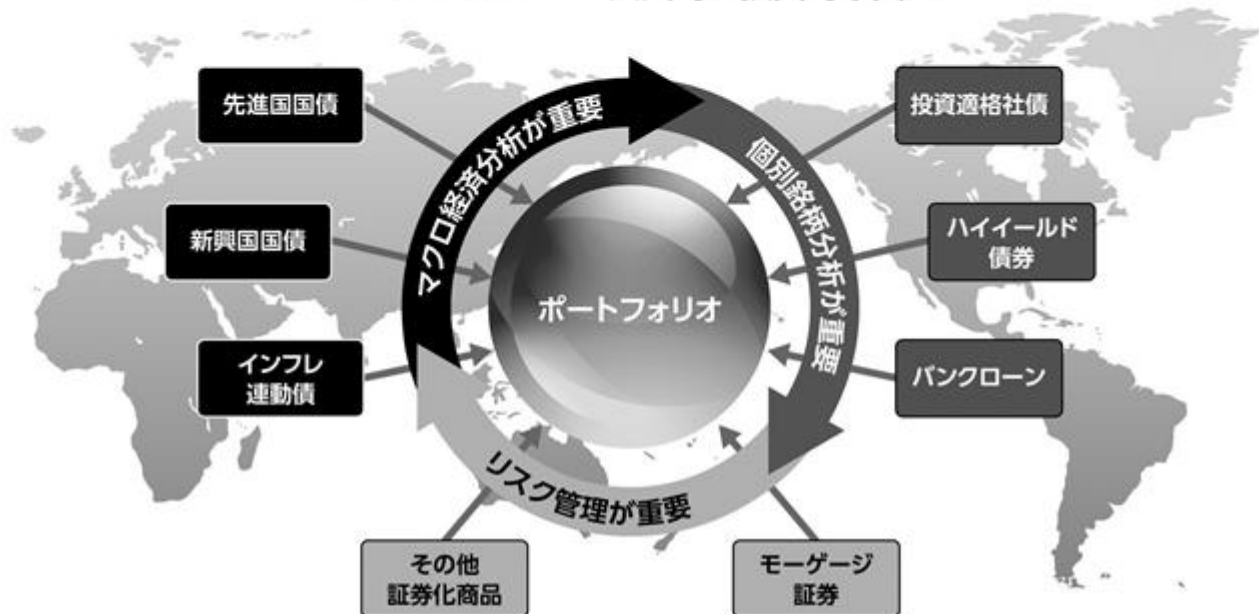 先進国国債
新興国国債
インフレ
連動債
マクロ経済分析が重要
個別銘柄分析が重要
リスク管理が重要
ポートフォリオ
投資適格社債
ハイイールド
債券
バンクローン
その他
証券化商品
モーゲージ
証券